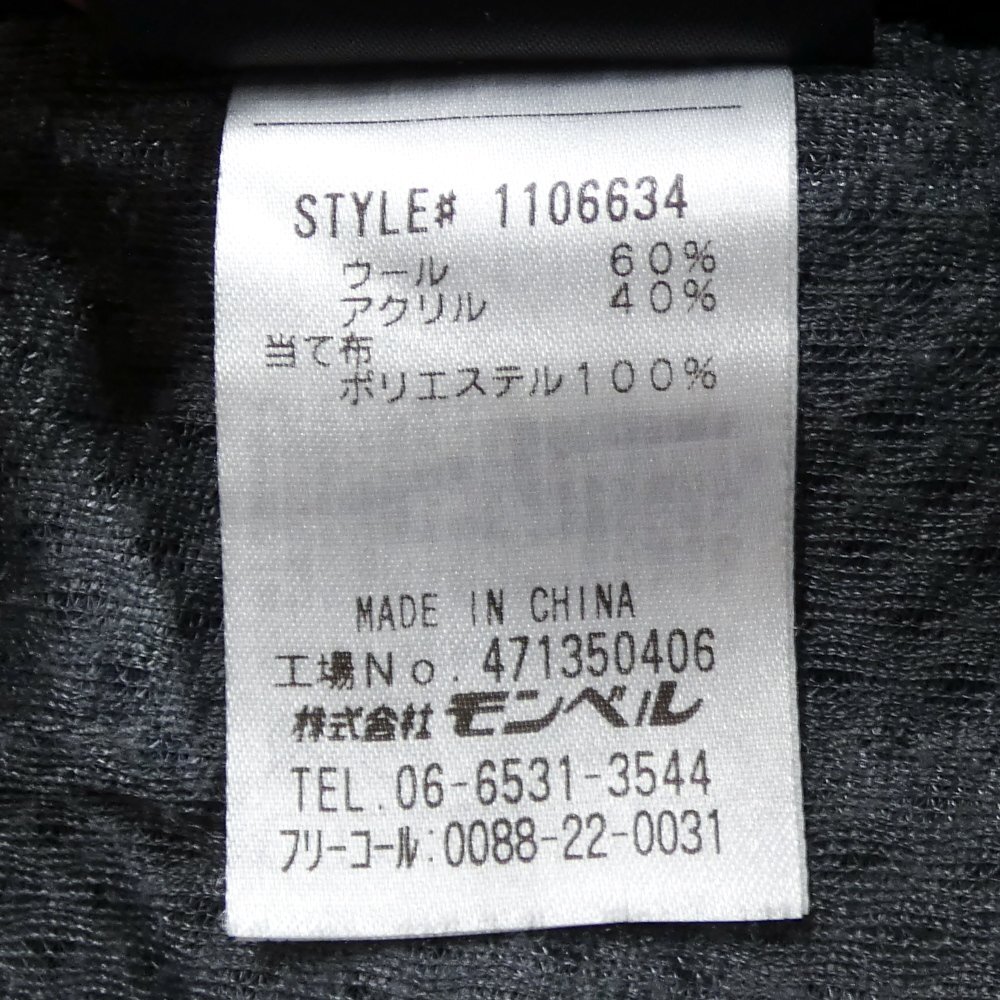 STYLE# 1106634
ウール 60%
アクリル 40%
当て布
ポリエステル100%
MADE IN CHINA
工場No.471350406
株式会社モンベル
TEL.06-6531-3544
フリーコール:0088-22-0031